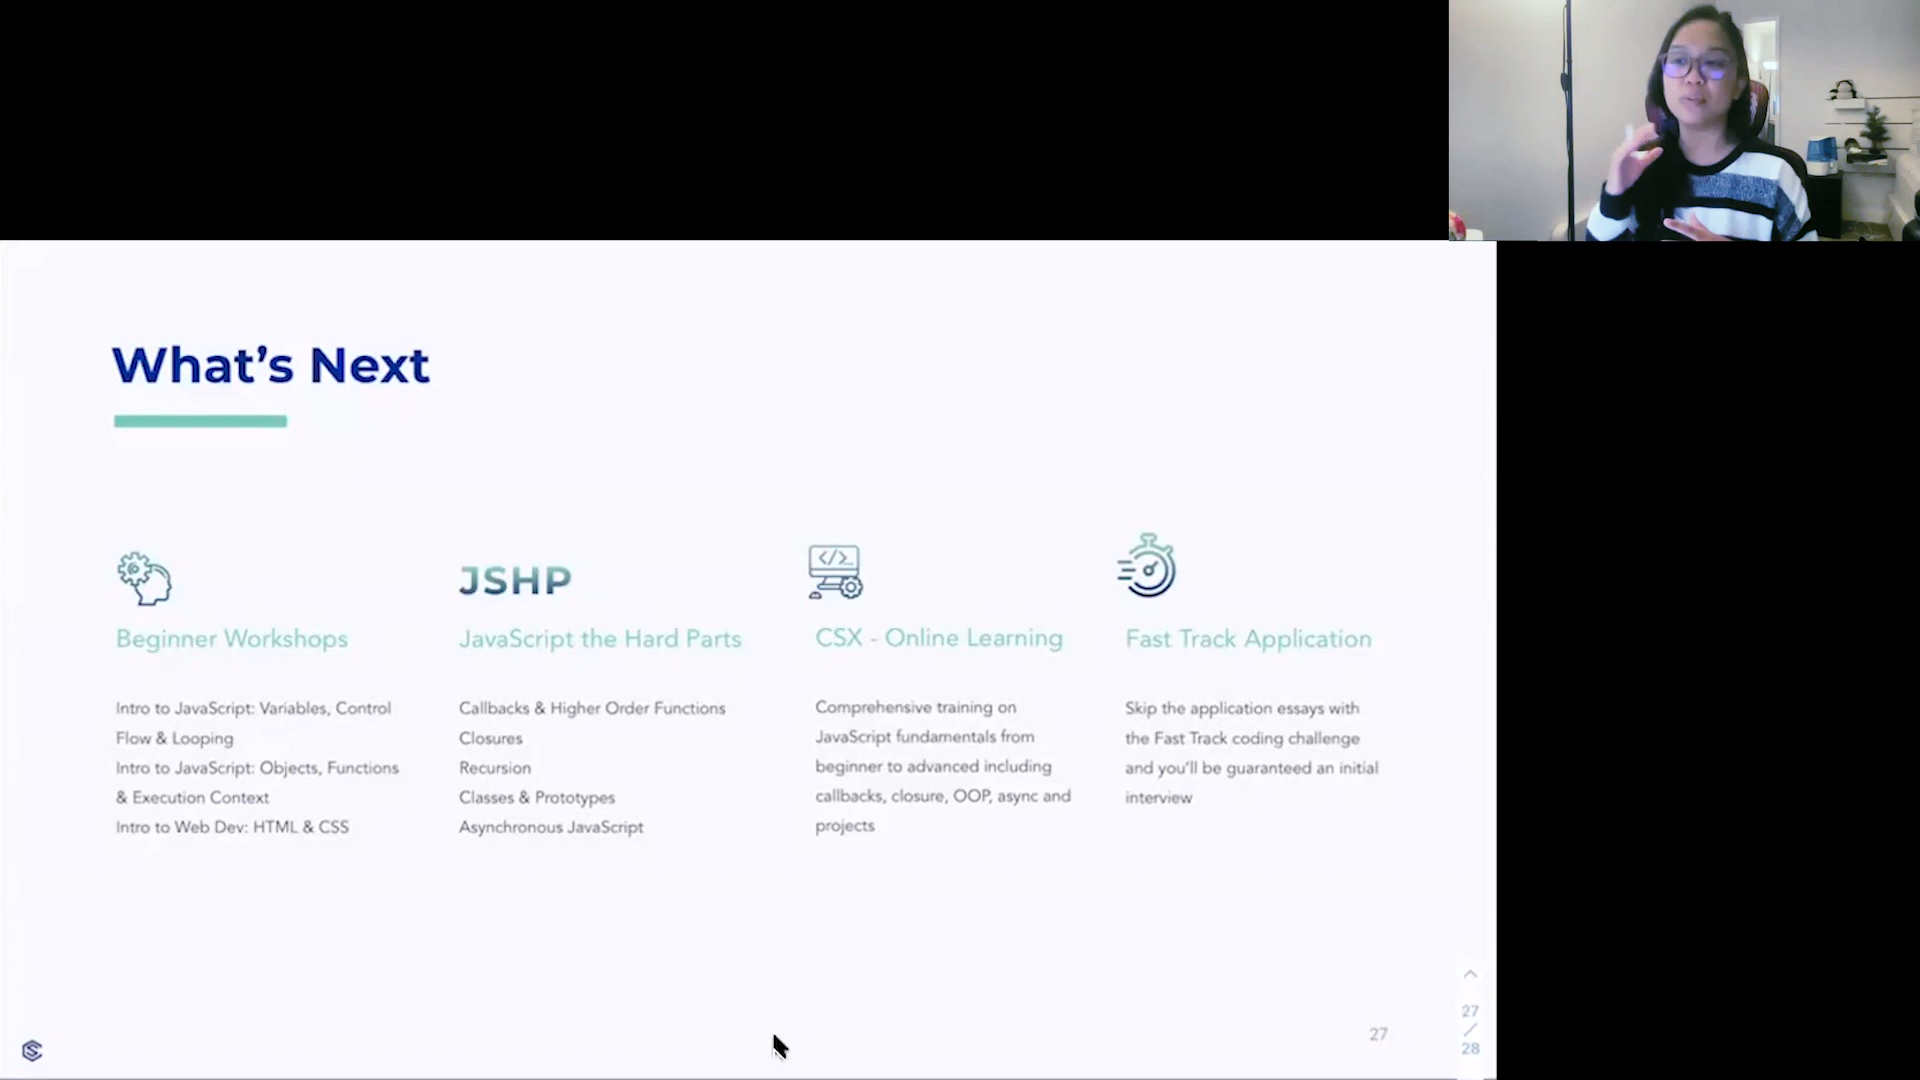 What's Next
Beginner Workshops
Intro to JavaScript: Variables, Control
Flow & Looping
Intro to JavaScript: Objects, Functions
& Execution Context
Intro to Web Dev: HTML & CSS
JSHP
JavaScript the Hard Parts
Callbacks & Higher Order Functions
Closures
Recursion
Classes & Prototypes
Asynchronous JavaScript
</>_
CSX - Online Learning
Comprehensive training on
JavaScript fundamentals from
beginner to advanced including
callbacks, closure, OOP, async and
projects
Fast Track Application
Skip the application essays with
the Fast Track coding challenge
and you'll be guaranteed an initial
interview
27
27
/
28